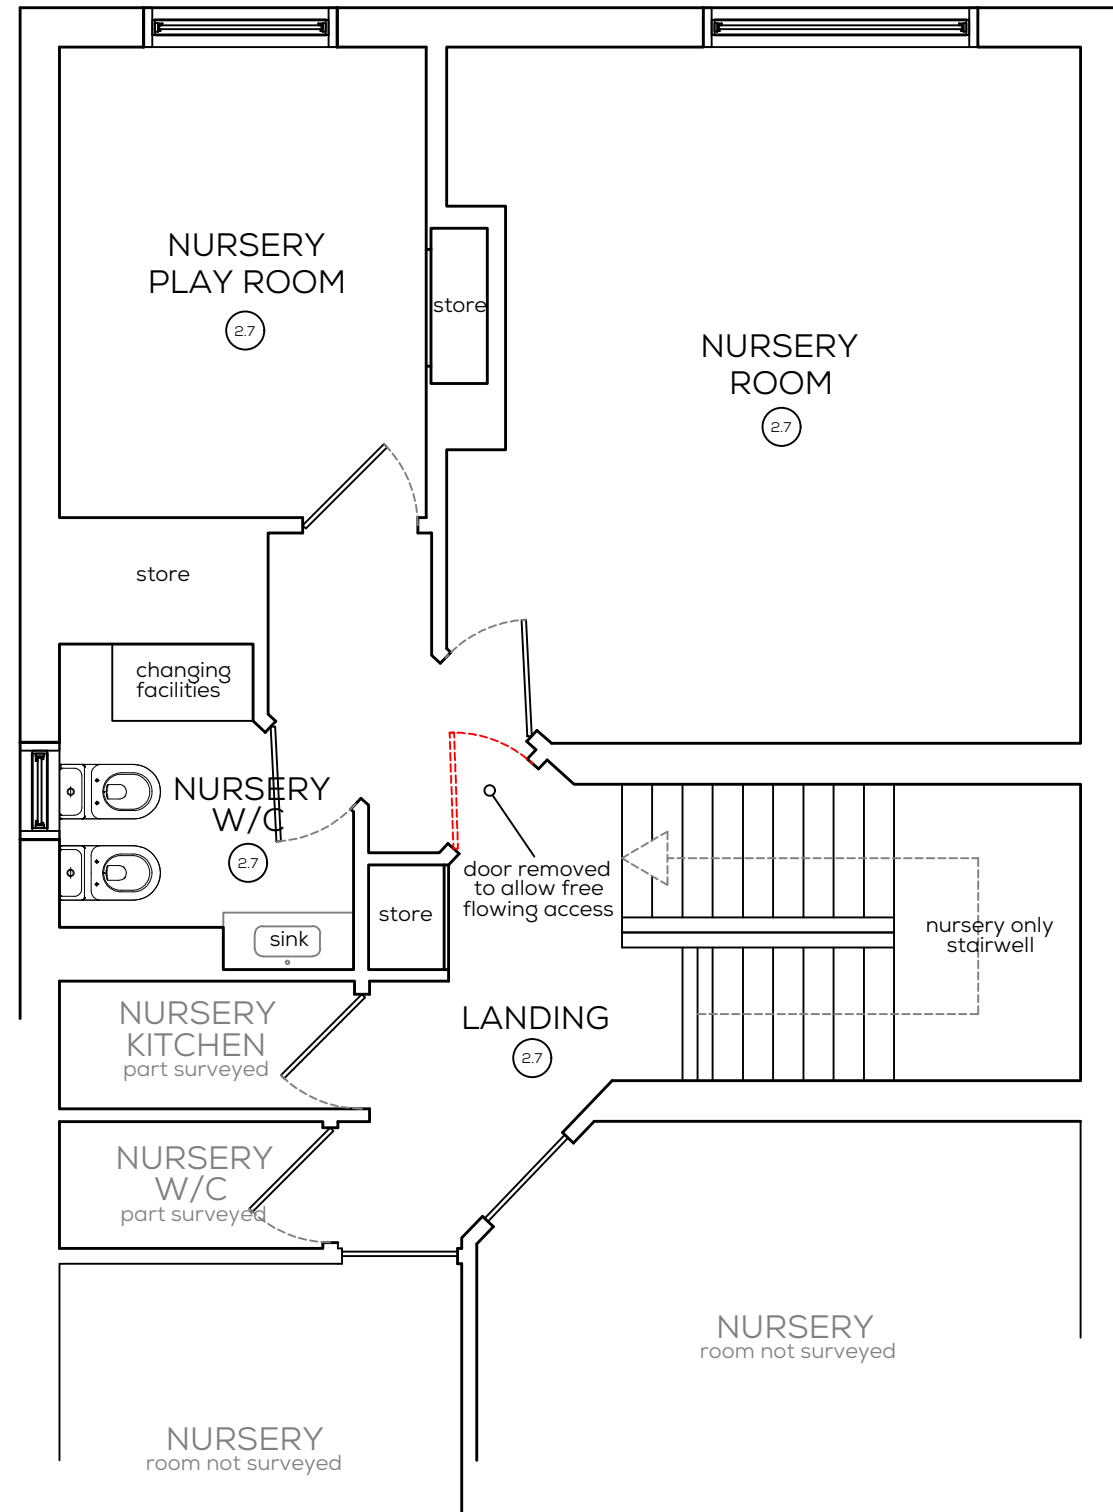 NURSERY
PLAY ROOM
2.7
store
NURSERY
ROOM
2.7
store
changing
facilities
NURSERY
W/C
2.7
door removed
to allow free
flowing access
store
sink
nursery only
stairwell
NURSERY
KITCHEN
part surveyed
LANDING
2.7
NURSERY
W/C
part surveyed
NURSERY
room not surveyed
NURSERY
room not surveyed